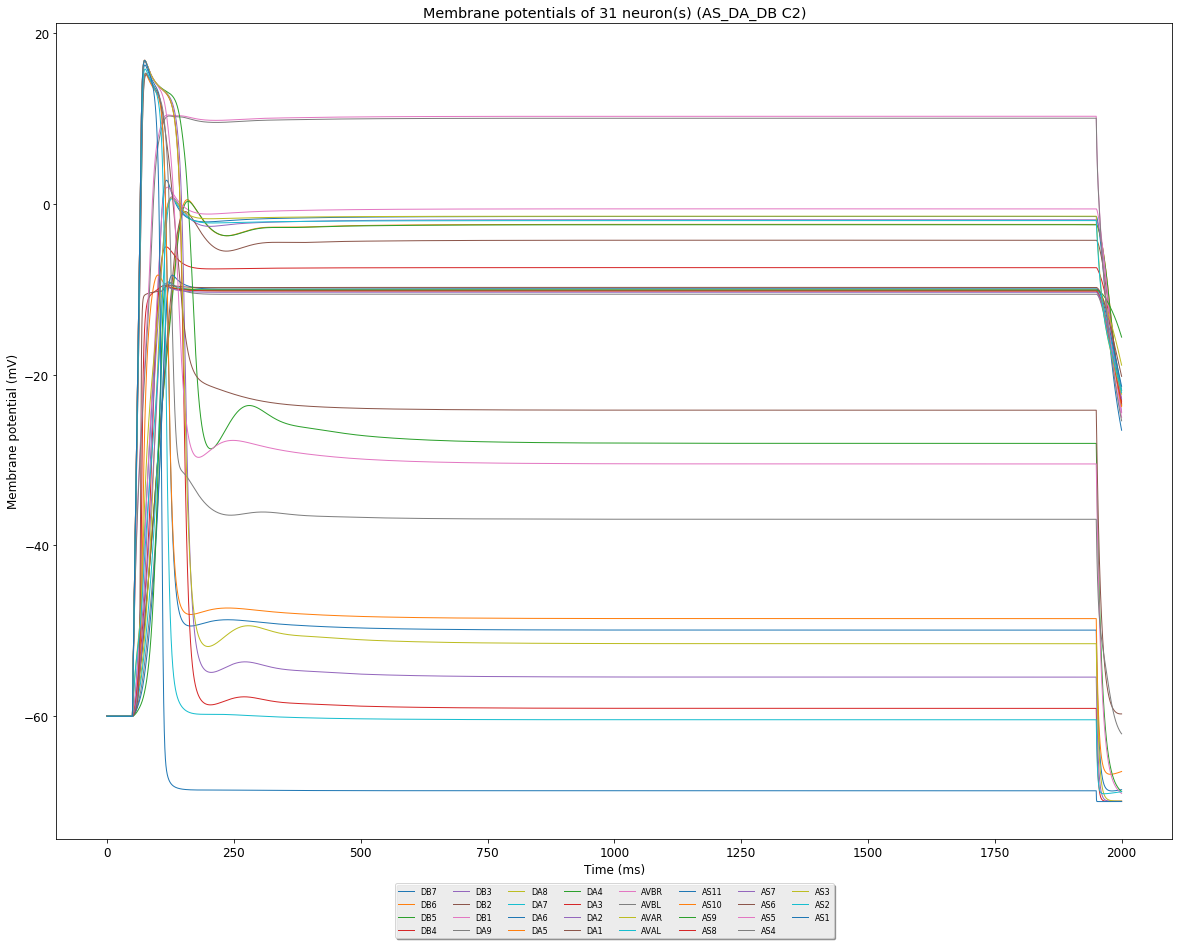 Membrane potentials of 31 neuron(s) (AS_DA_DB C2)
20
0
−20
−40
−60
Membrane potential (mV)
0 250 500 750 1000 1250 1500 1750 2000
Time (ms)
DB7 DB3 DA8 DA4 AVBR AS11 AS7 AS3
DB6 DB2 DA7 DA3 AVBL AS10 AS6 AS2
DB5 DB1 DA6 DA2 AVAR AS9 AS5 AS1
DB4 DA9 DA5 DA1 AVAL AS8 AS4